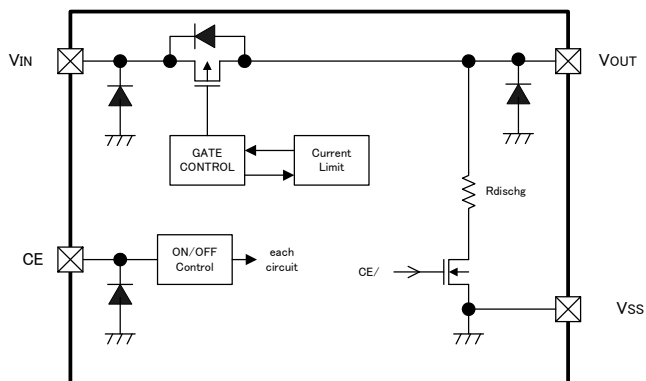 VIN
VOUT
GATE
CONTROL
Current
Limit
Rdischg
CE
ON/OFF
Control
each
circuit
CE/
VSS